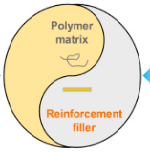 Polymer
matrix
Reinforcement
filler